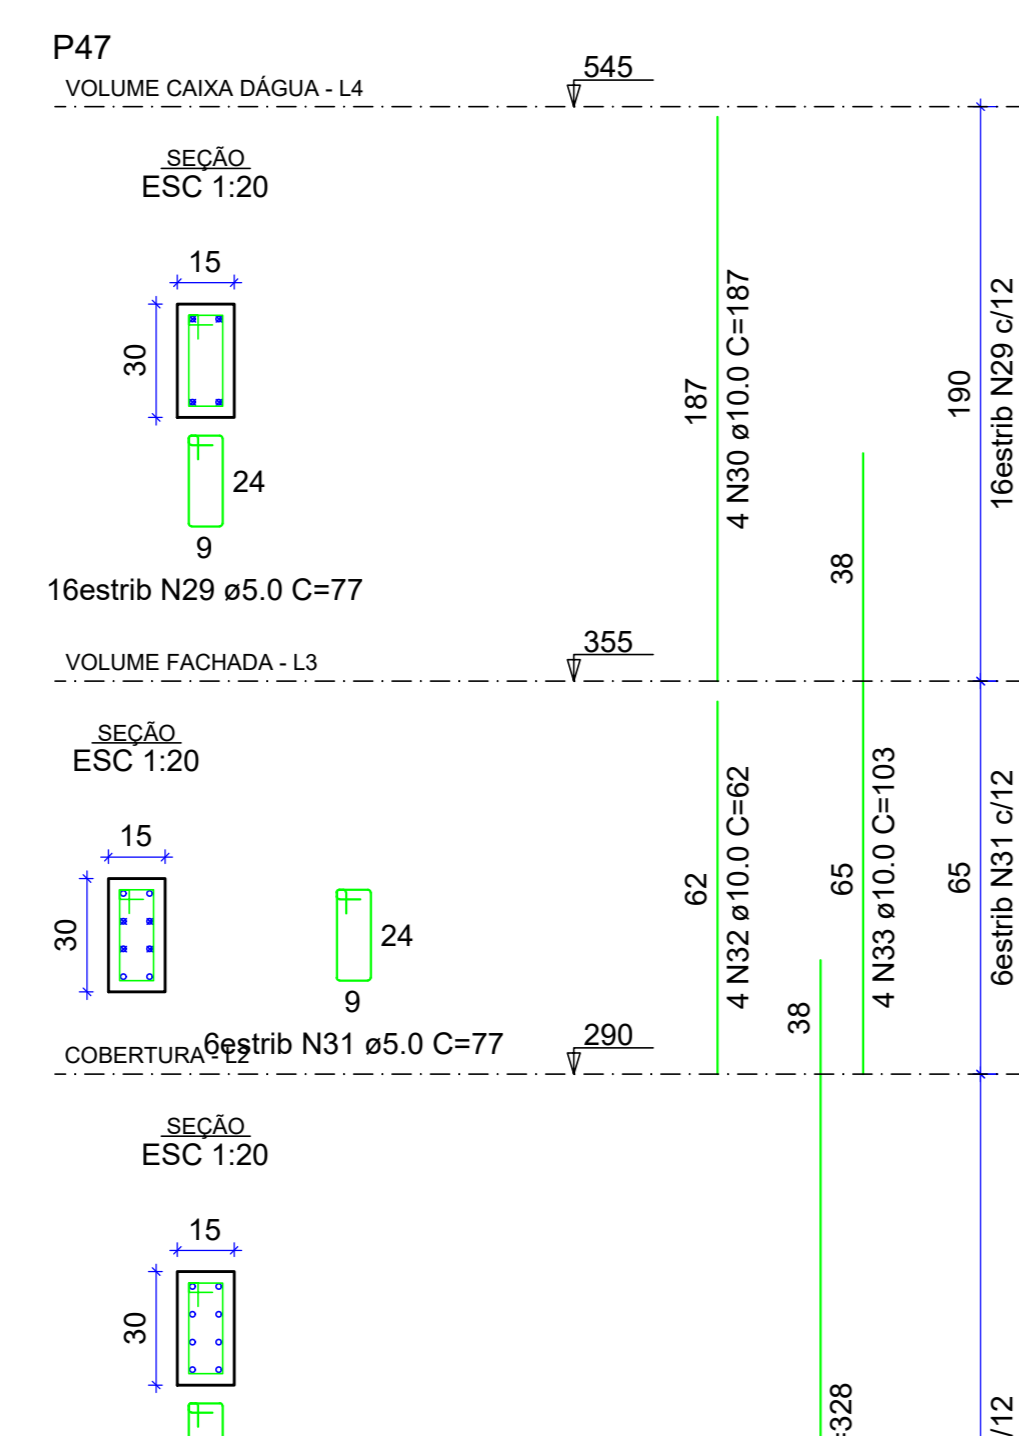 P47
VOLUME CAIXA DÁGUA - L4
545
SEÇÃO
ESC 1:20
15
30
24
9
16estrib N29 ø5.0 C=77
187
4 N30 ø10.0 C=187
38
190
16estrib N29 c/12
VOLUME FACHADA - L3
355
SEÇÃO
ESC 1:20
15
30
24
9
6estrib N31 ø5.0 C=77
62
4 N32 ø10.0 C=62
38
65
4 N33 ø10.0 C=103
65
6estrib N31 c/12
COBERTURA - L2
290
SEÇÃO
ESC 1:20
15
30
=328
/12